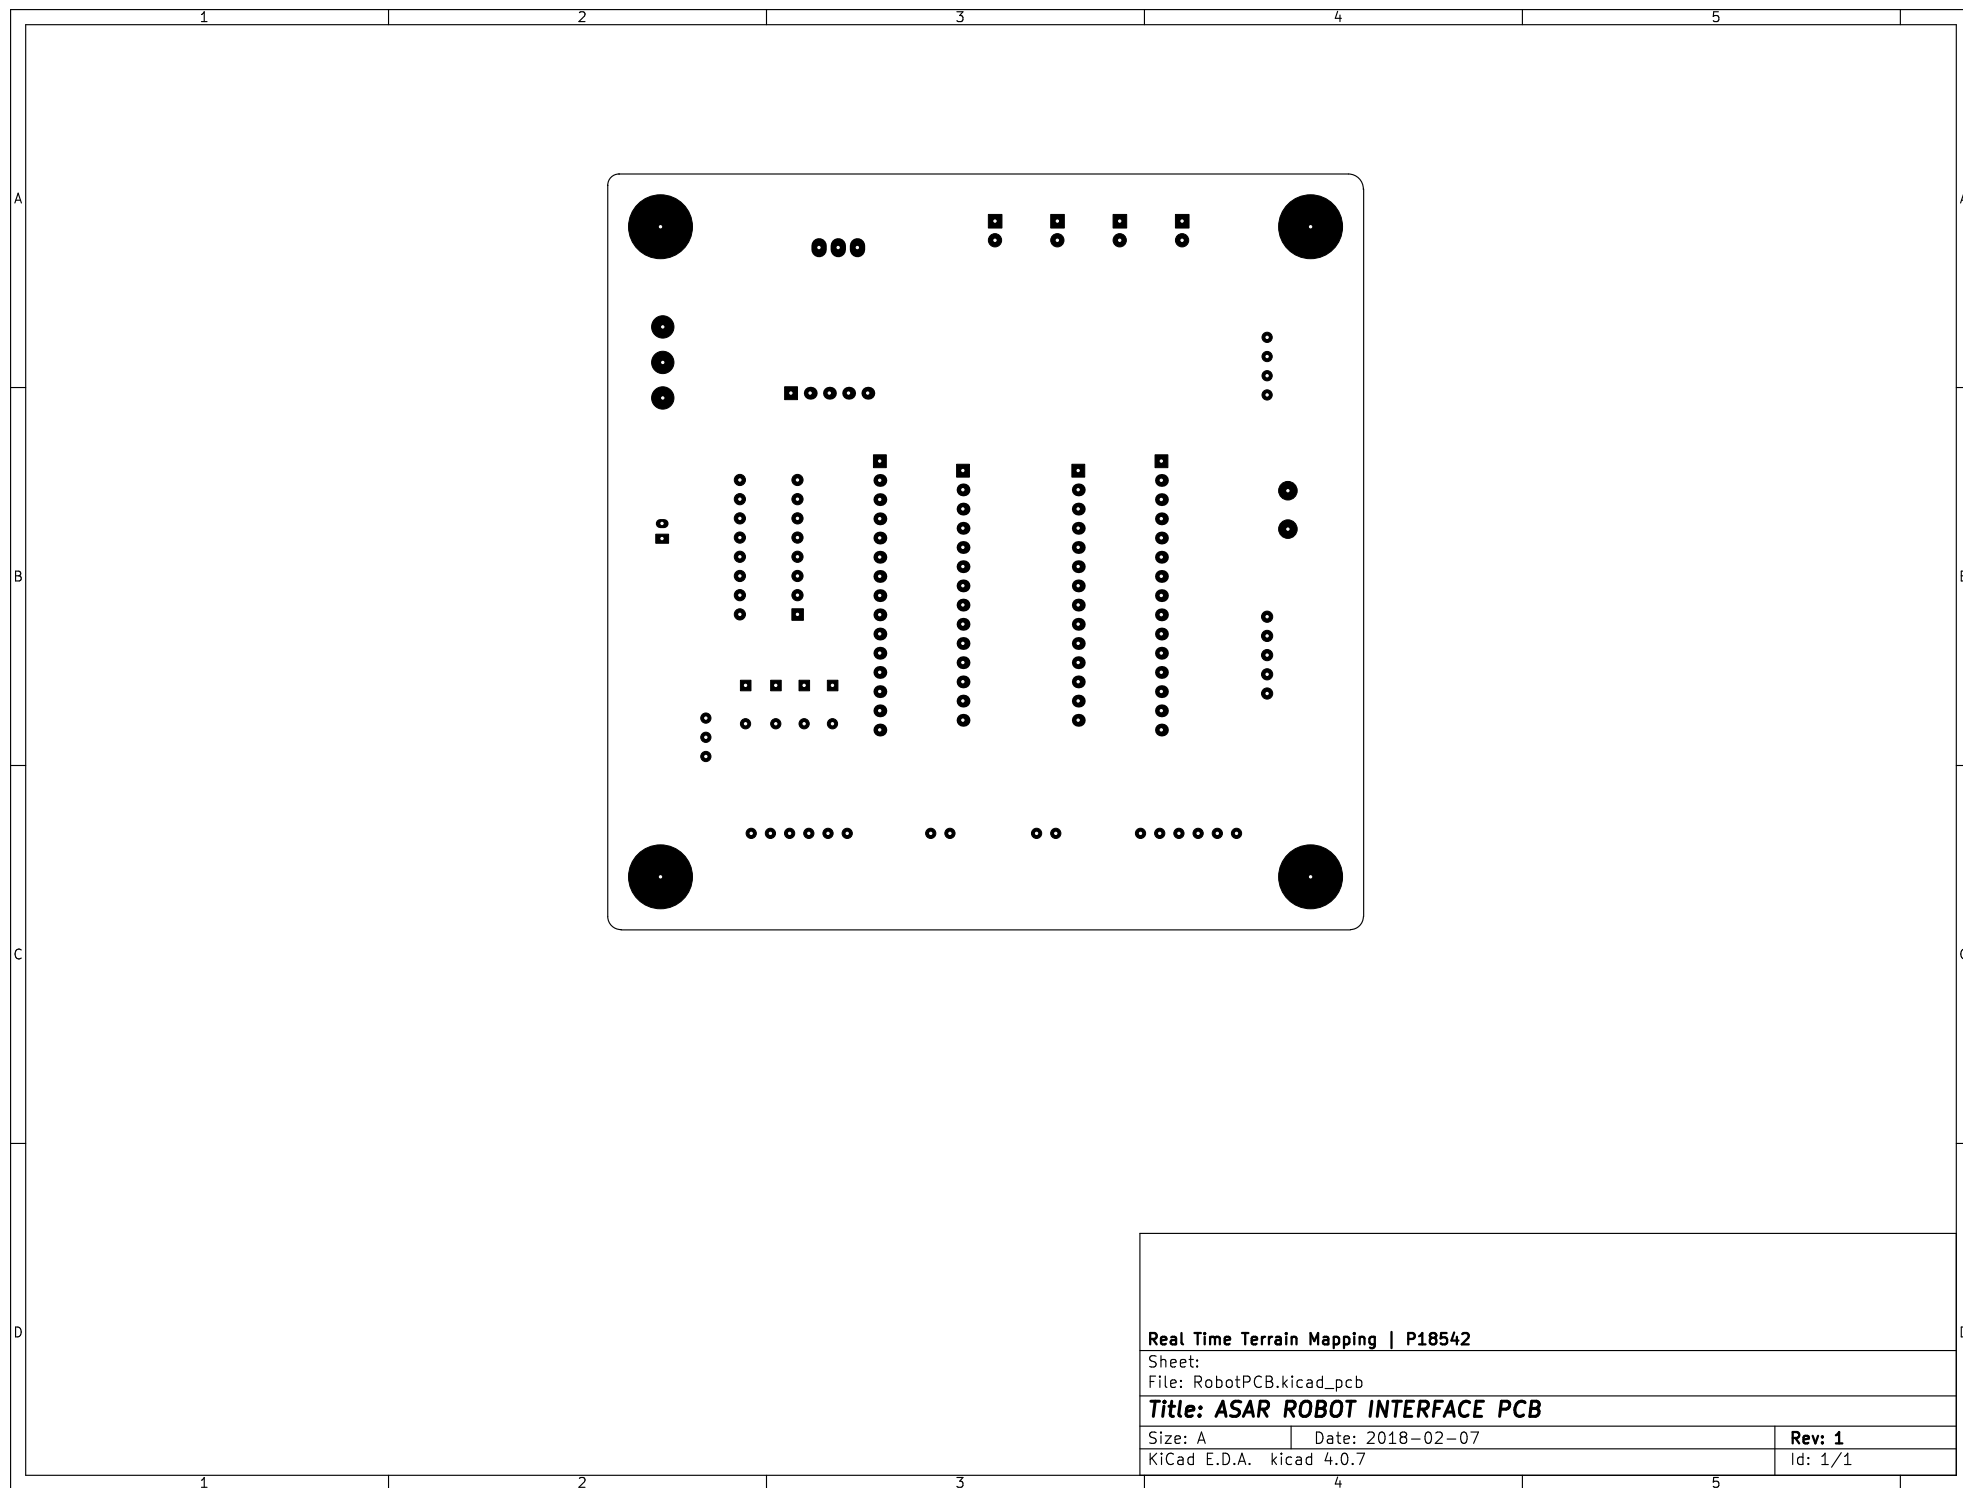 1 2 3 4 5
A A
B B
C C
D D
Real Time Terrain Mapping | P18542
Sheet:
File: RobotPCB.kicad_pcb
Title: ASAR ROBOT INTERFACE PCB
Size: A Date: 2018-02-07 Rev: 1
KiCad E.D.A. kicad 4.0.7 Id: 1/1
1 2 3 4 5